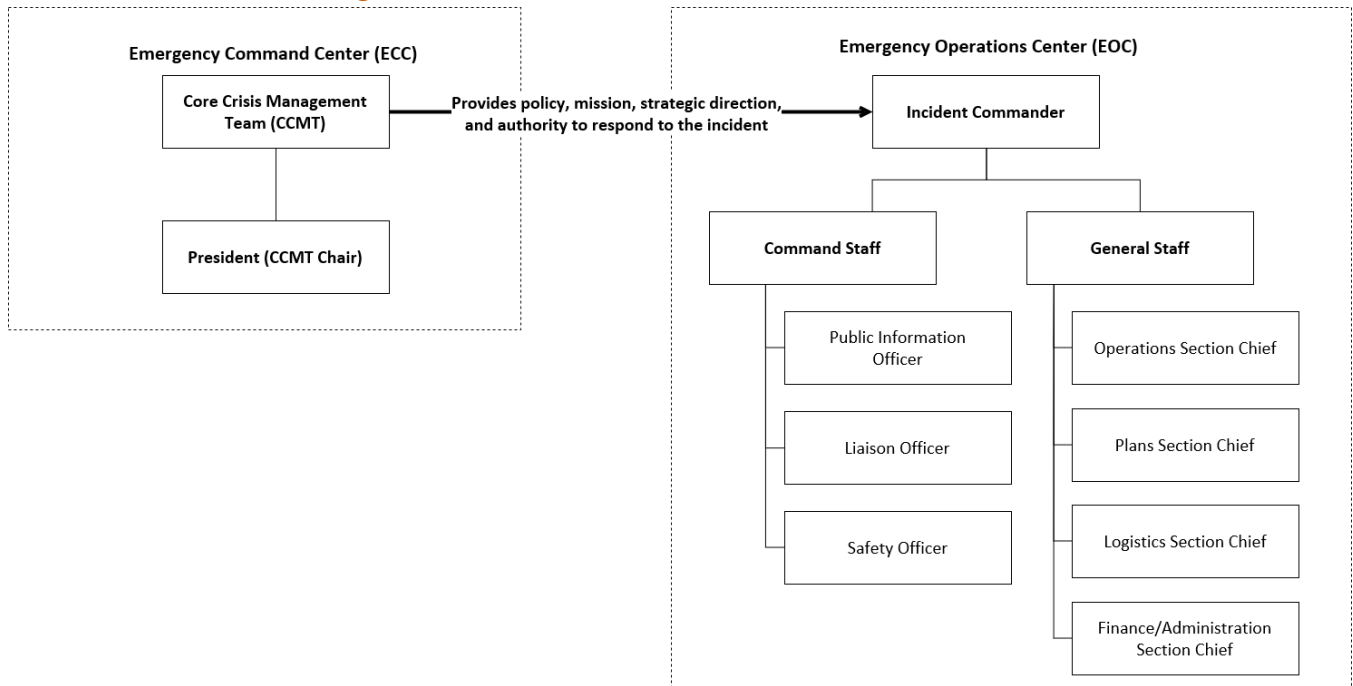 Emergency Command Center (ECC)
Core Crisis Management
Team (CCMT)
President (CCMT Chair)
Provides policy, mission, strategic direction,
and authority to respond to the incident
Emergency Operations Center (EOC)
Incident Commander
Command Staff
Public Information
Officer
Liaison Officer
Safety Officer
General Staff
Operations Section Chief
Plans Section Chief
Logistics Section Chief
Finance/Administration
Section Chief